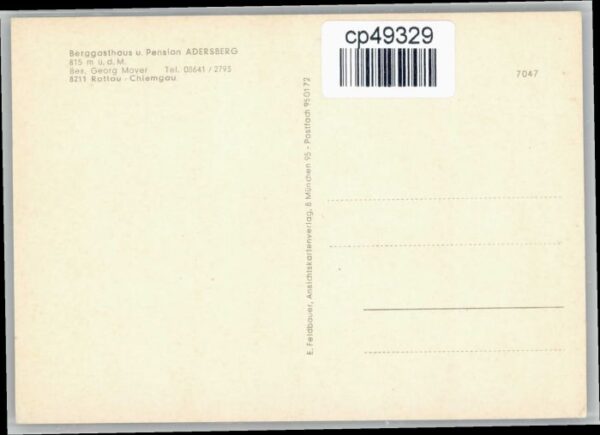 Berggasthaus u. Pension ADERSBERG
815 m ü. d. M.
Bes. Georg Mayer Tel. 08641 / 2793
8211 Rottau - Chiemgau
cp49329
7047
E. Feldbauer, Ansichtskartenverlag, 8 München 95 - Postfach 950172